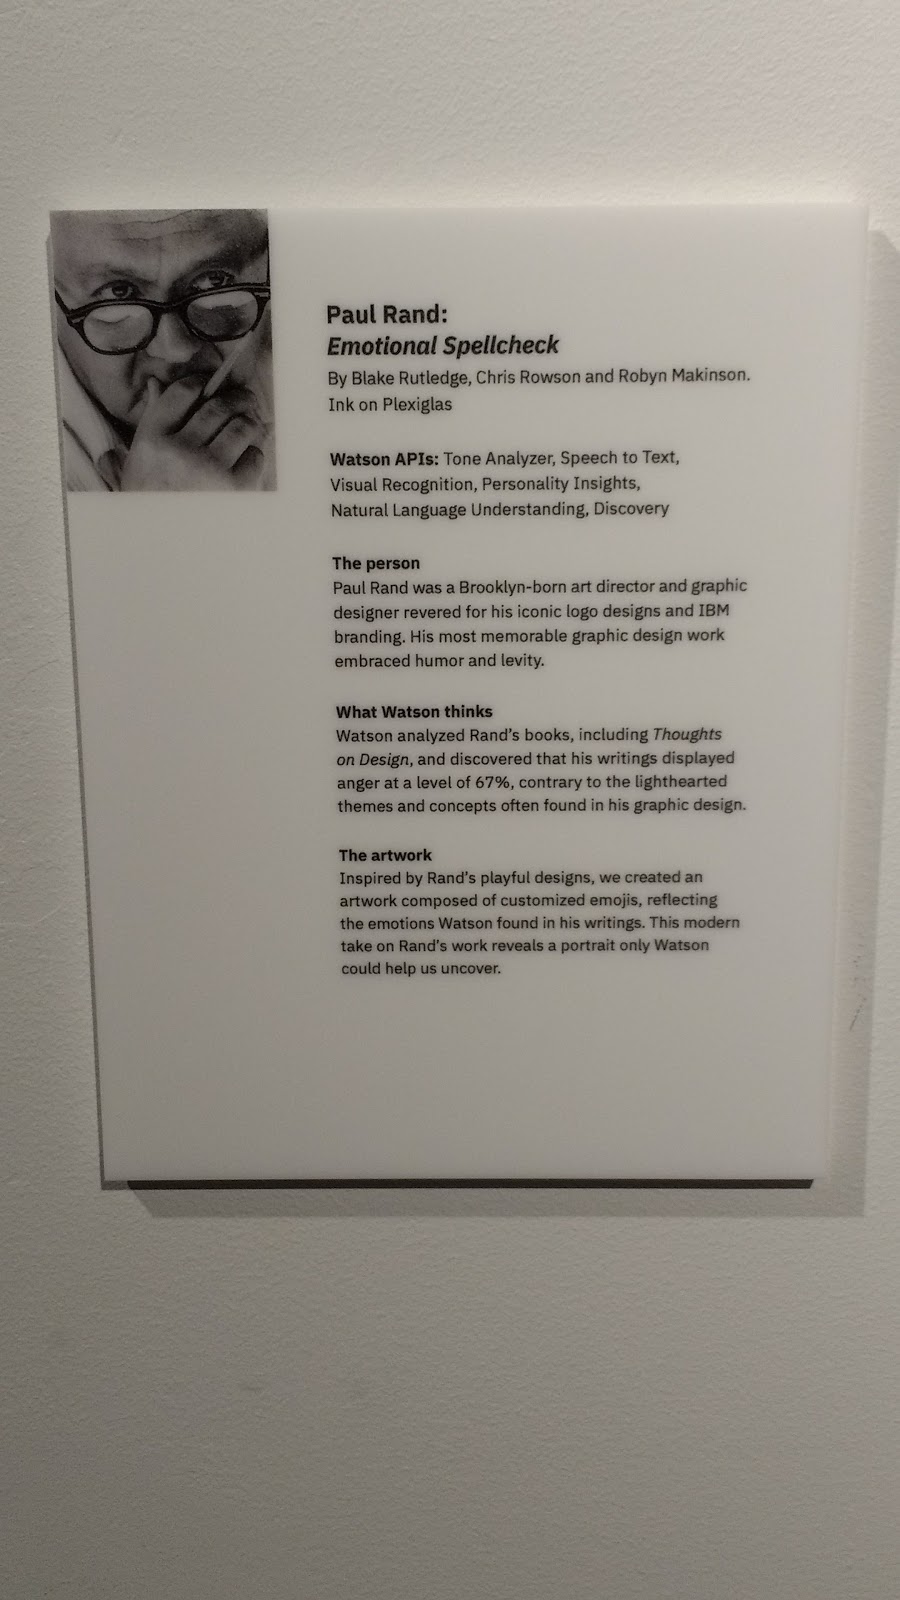 Paul Rand:
Emotional Spellcheck
By Blake Rutledge, Chris Rowson and Robyn Makinson.
Ink on Plexiglas
Watson APIs: Tone Analyzer, Speech to Text,
Visual Recognition, Personality Insights,
Natural Language Understanding, Discovery
The person
Paul Rand was a Brooklyn-born art director and graphic
designer revered for his iconic logo designs and IBM
branding. His most memorable graphic design work
embraced humor and levity.
What Watson thinks
Watson analyzed Rand's books, including Thoughts
on Design, and discovered that his writings displayed
anger at a level of 67%, contrary to the lighthearted
themes and concepts often found in his graphic design.
The artwork
Inspired by Rand's playful designs, we created an
artwork composed of customized emojis, reflecting
the emotions Watson found in his writings. This modern
take on Rand's work reveals a portrait only Watson
could help us uncover.